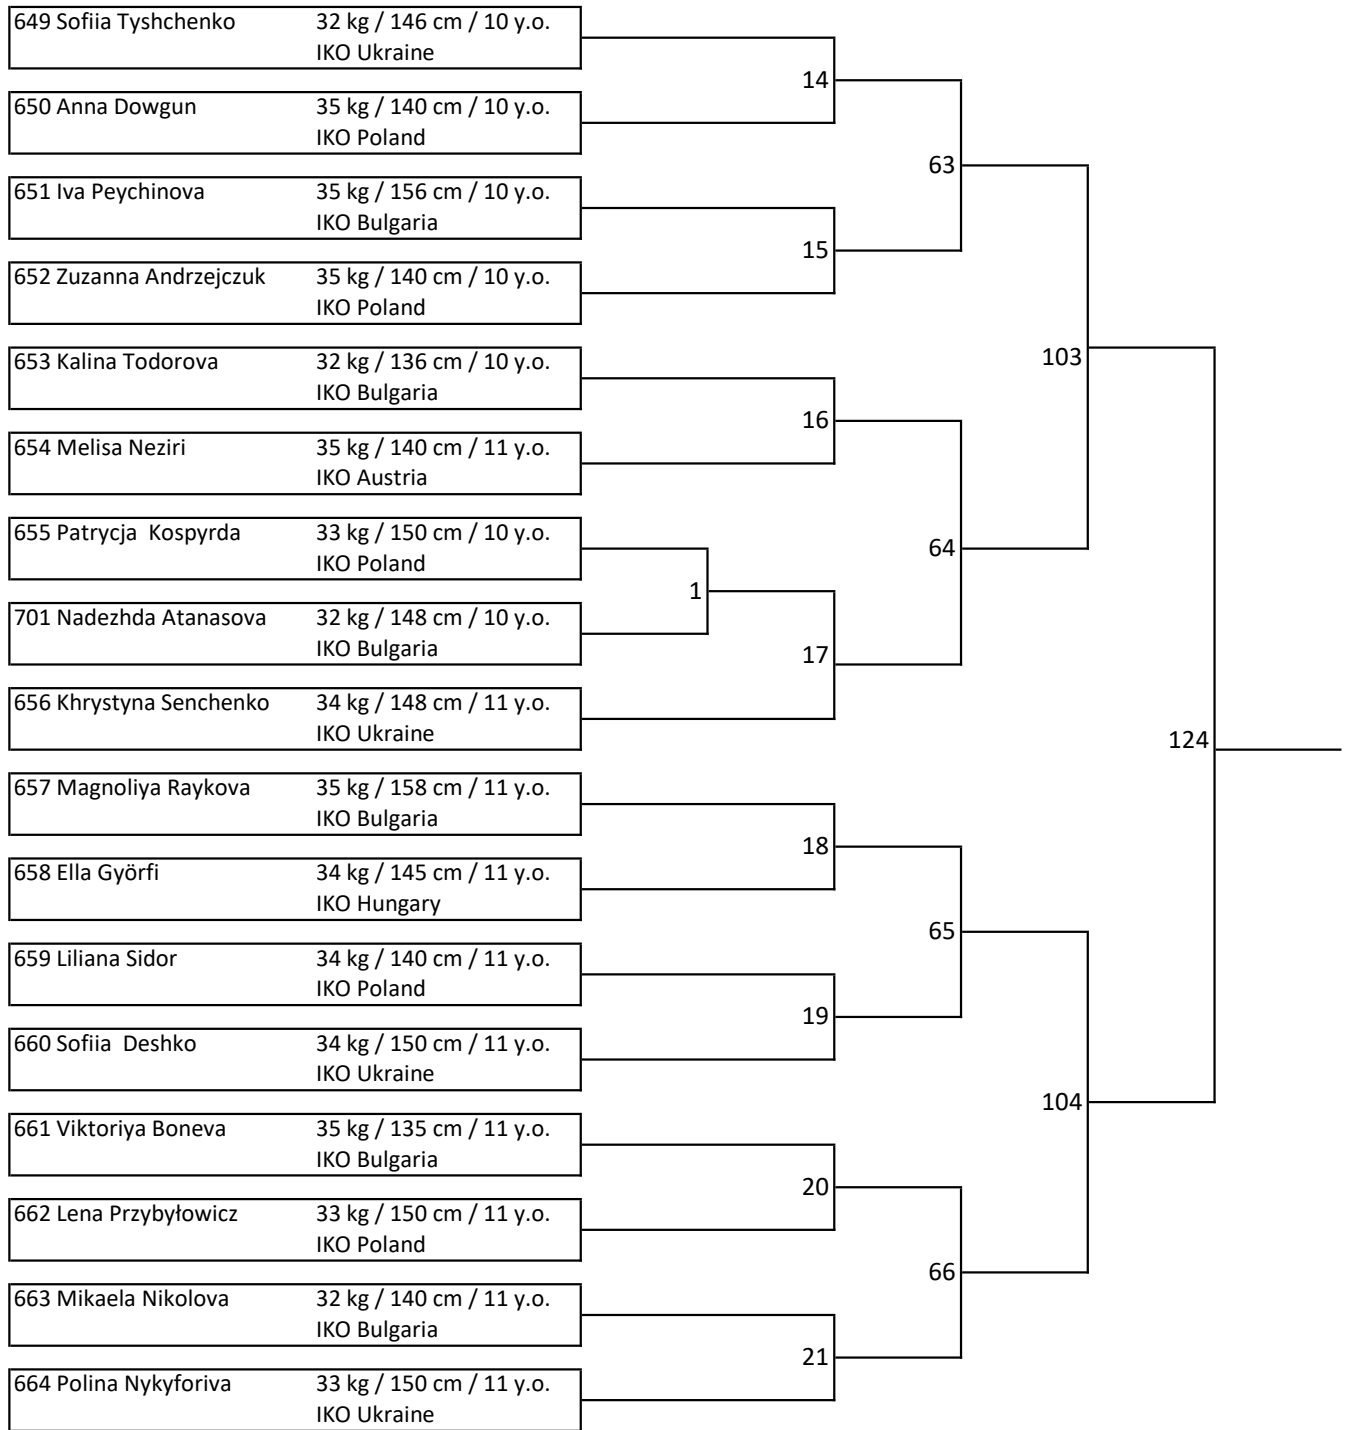 649 Sofiia Tyshchenko 32 kg / 146 cm / 10 y.o.
IKO Ukraine
14
650 Anna Dowgun 35 kg / 140 cm / 10 y.o.
IKO Poland
63
651 Iva Peychinova 35 kg / 156 cm / 10 y.o.
IKO Bulgaria
15
652 Zuzanna Andrzejczuk 35 kg / 140 cm / 10 y.o.
IKO Poland
653 Kalina Todorova 32 kg / 136 cm / 10 y.o.
103
IKO Bulgaria
16
654 Melisa Neziri 35 kg / 140 cm / 11 y.o.
IKO Austria
655 Patrycja  Kospyrda 33 kg / 150 cm / 10 y.o.
64
IKO Poland
1
701 Nadezhda Atanasova 32 kg / 148 cm / 10 y.o.
IKO Bulgaria
17
656 Khrystyna Senchenko 34 kg / 148 cm / 11 y.o.
IKO Ukraine
124
657 Magnoliya Raykova 35 kg / 158 cm / 11 y.o.
IKO Bulgaria
18
658 Ella Györfi 34 kg / 145 cm / 11 y.o.
IKO Hungary
65
659 Liliana Sidor 34 kg / 140 cm / 11 y.o.
IKO Poland
19
660 Sofiia  Deshko 34 kg / 150 cm / 11 y.o.
IKO Ukraine
104
661 Viktoriya Boneva 35 kg / 135 cm / 11 y.o.
IKO Bulgaria
20
662 Lena Przybyłowicz 33 kg / 150 cm / 11 y.o.
IKO Poland
66
663 Mikaela Nikolova 32 kg / 140 cm / 11 y.o.
IKO Bulgaria
21
664 Polina Nykyforiva 33 kg / 150 cm / 11 y.o.
IKO Ukraine